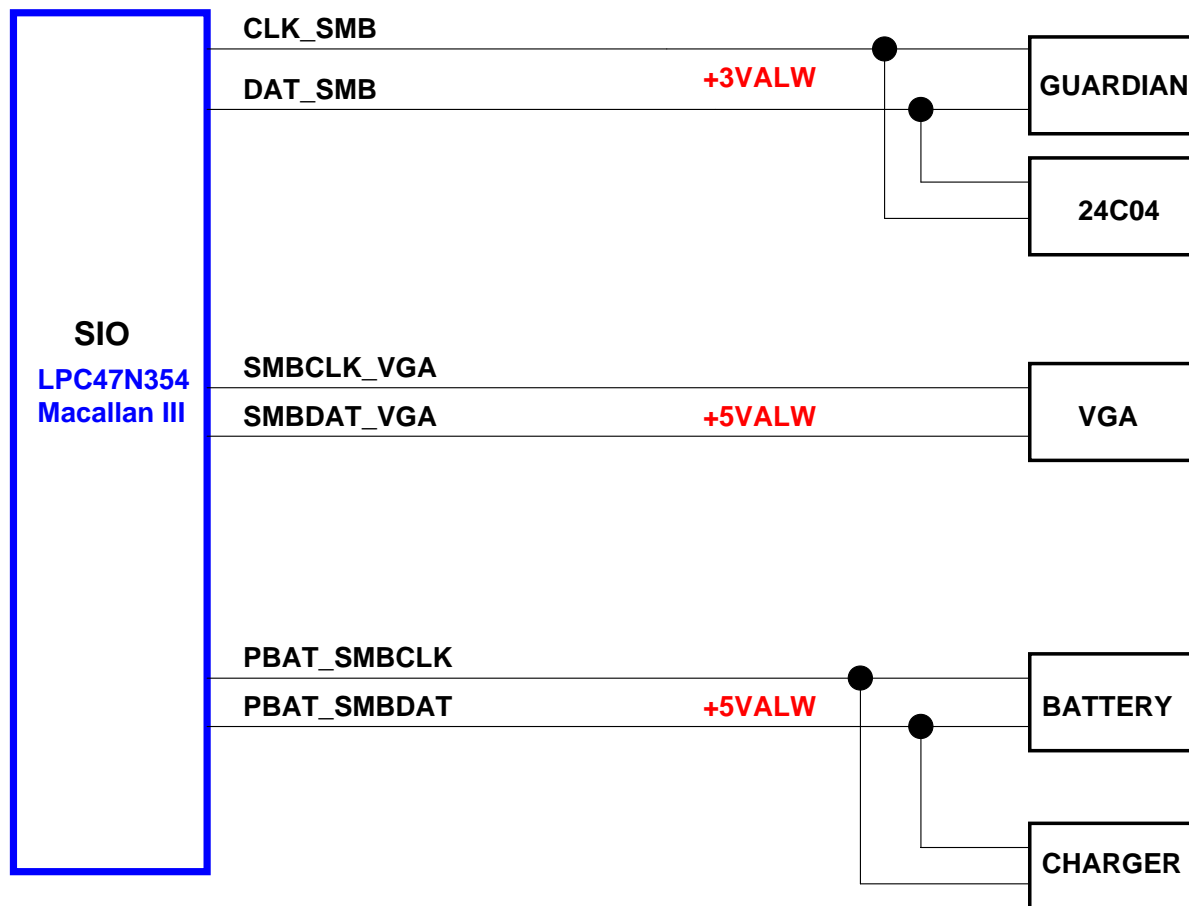 CLK_SMB
+3VALW
DAT_SMB
GUARDIAN
24C04
SIO
LPC47N354
Macallan III
SMBCLK_VGA
SMBDAT_VGA
+5VALW
VGA
PBAT_SMBCLK
PBAT_SMBDAT
+5VALW
BATTERY
CHARGER